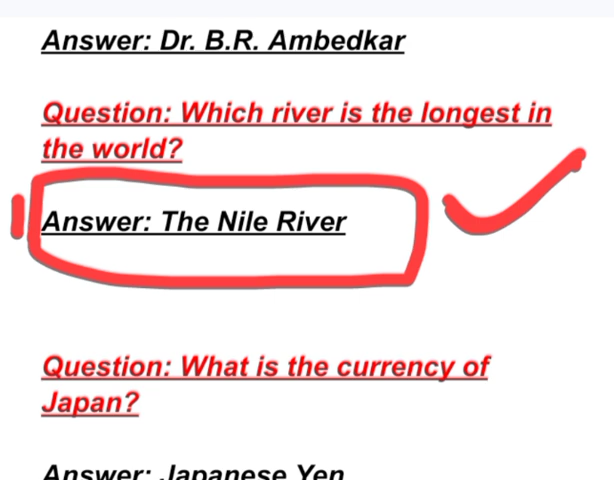 Answer: Dr. B.R. Ambedkar
Question: Which river is the longest in
the world?
Answer: The Nile River
Question: What is the currency of
Japan?
Answer: Japanese Yen